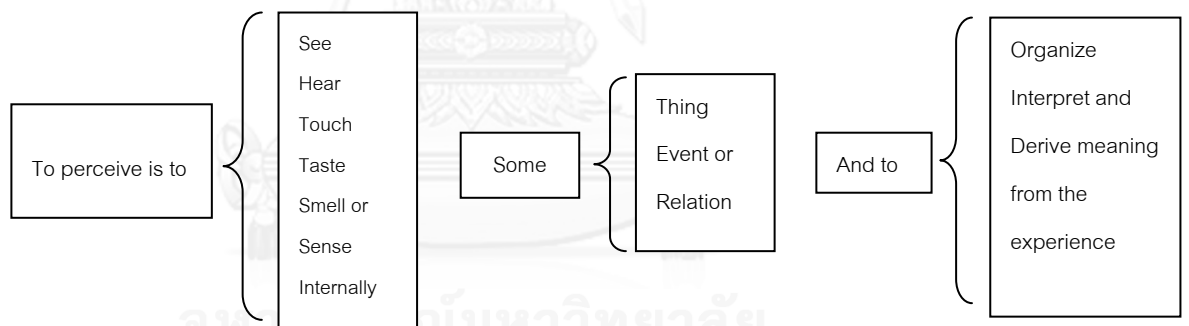 To perceive is to
See
Hear
Touch
Taste
Smell or
Sense
Internally
Some
Thing
Event or
Relation
And to
Organize
Interpret and
Derive meaning
from the
experience